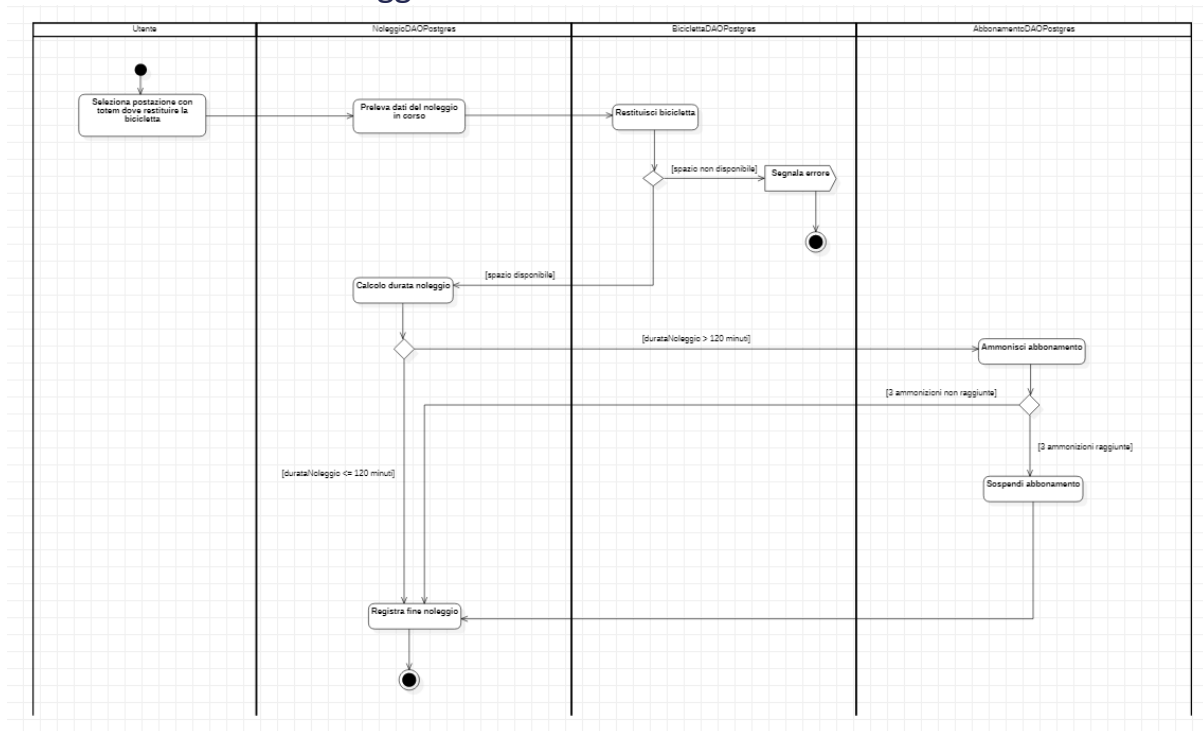 Utente
NoleggioDAOPostgres
BiciclettaDAOPostgres
AbbonamentoDAOPostgres
Seleziona postazione con
totem dove restituire la
bicicletta
Preleva dati del noleggio
in corso
Restituisci bicicletta
[spazio non disponibile]
Segnala errore
[spazio disponibile]
Calcolo durata noleggio
[durataNoleggio > 120 minuti]
Ammonisci abbonamento
[3 ammonizioni non raggiunte]
[3 ammonizioni raggiunte]
[durataNoleggio <= 120 minuti]
Sospendi abbonamento
Registra fine noleggio